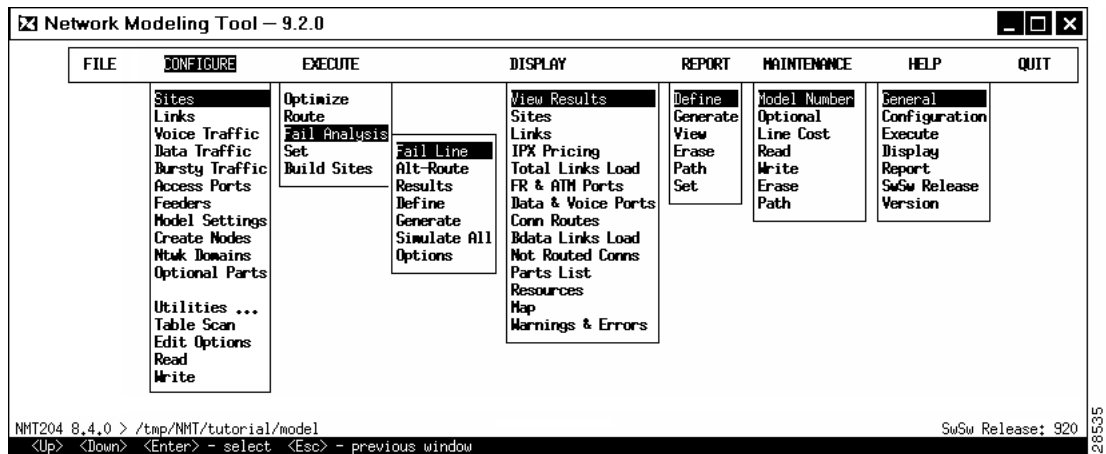 Network Modeling Tool – 9.2.0
FILE CONFIGURE EXECUTE DISPLAY REPORT MAINTENANCE HELP QUIT
Sites
Links
Voice Traffic
Data Traffic
Bursty Traffic
Access Ports
Feeders
Model Settings
Create Nodes
Ntwk Domains
Optional Parts
Utilities ...
Table Scan
Edit Options
Read
Write
Optimize
Route
Fail Analysis
Set
Build Sites
Fail Line
Alt-Route
Results
Define
Generate
Simulate All
Options
View Results
Sites
Links
IPX Pricing
Total Links Load
FR & ATM Ports
Data & Voice Ports
Conn Routes
Bdata Links Load
Not Routed Conns
Parts List
Resources
Map
Warnings & Errors
Define
Generate
View
Erase
Path
Set
Model Number
Optional
Line Cost
Read
Write
Erase
Path
General
Configuration
Execute
Display
Report
SwSw Release
Version
NMT204 8.4.0 > /tmp/NMT/tutorial/model SwSw Release: 920
<Up> <Down> <Enter> - select <Esc> - previous window
28535